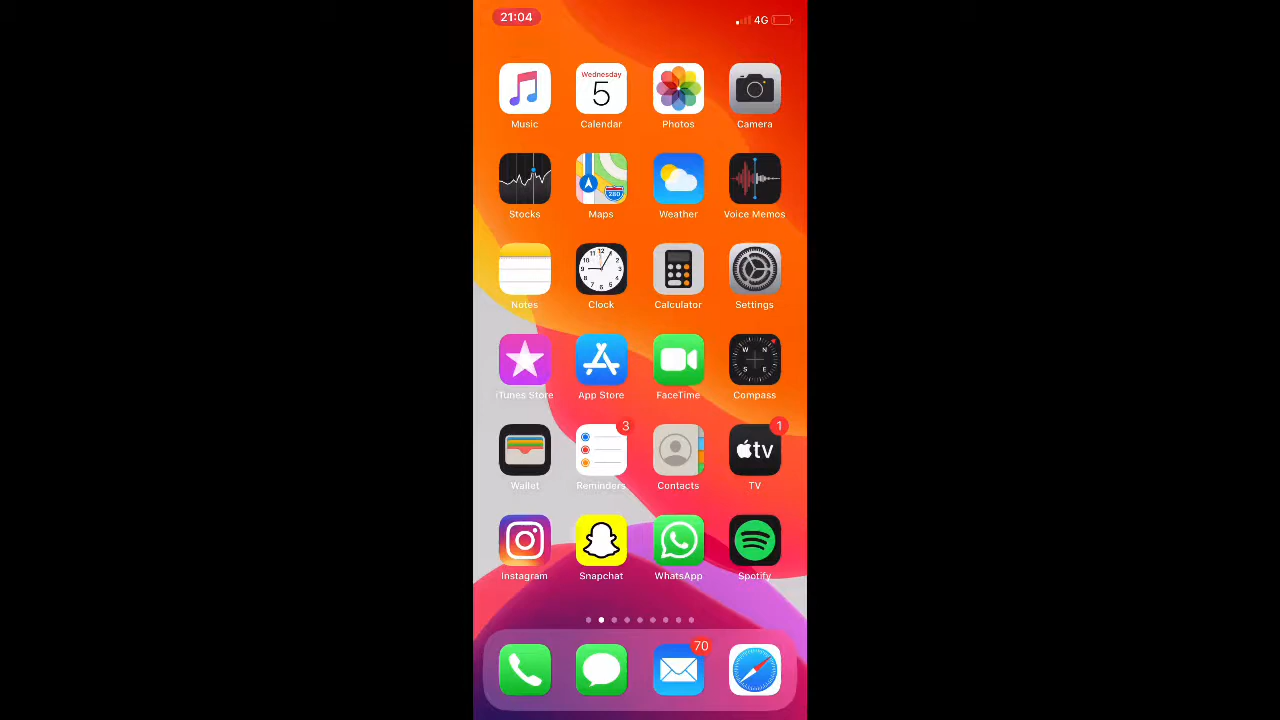 21:04 4G
Wednesday
5
Music Calendar Photos Camera
280
Stocks Maps Weather Voice Memos
Notes Clock Calculator Settings
W N
S E
iTunes Store App Store FaceTime Compass
3 1
tv
Wallet Reminders Contacts TV
Instagram Snapchat WhatsApp Spotify
70